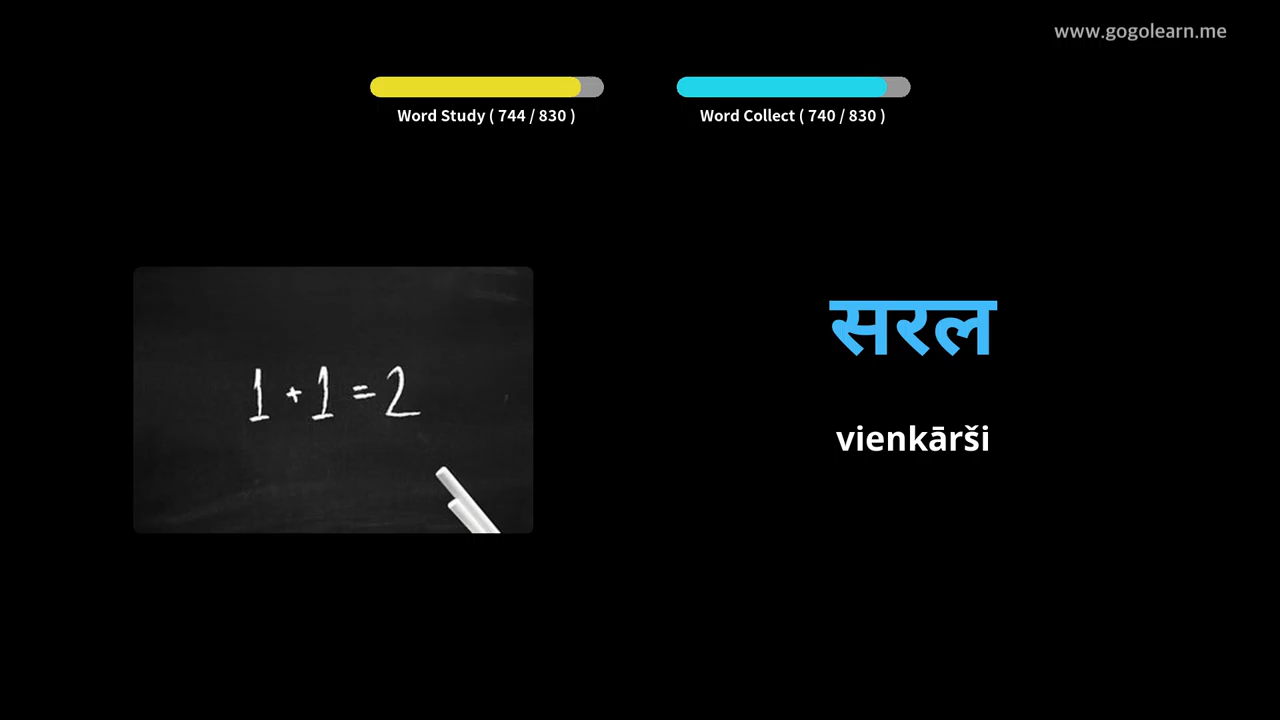 www.gogolearn.me
Word Study ( 744 / 830 )
Word Collect ( 740 / 830 )
1 + 1 = 2
सरल
vienkārši